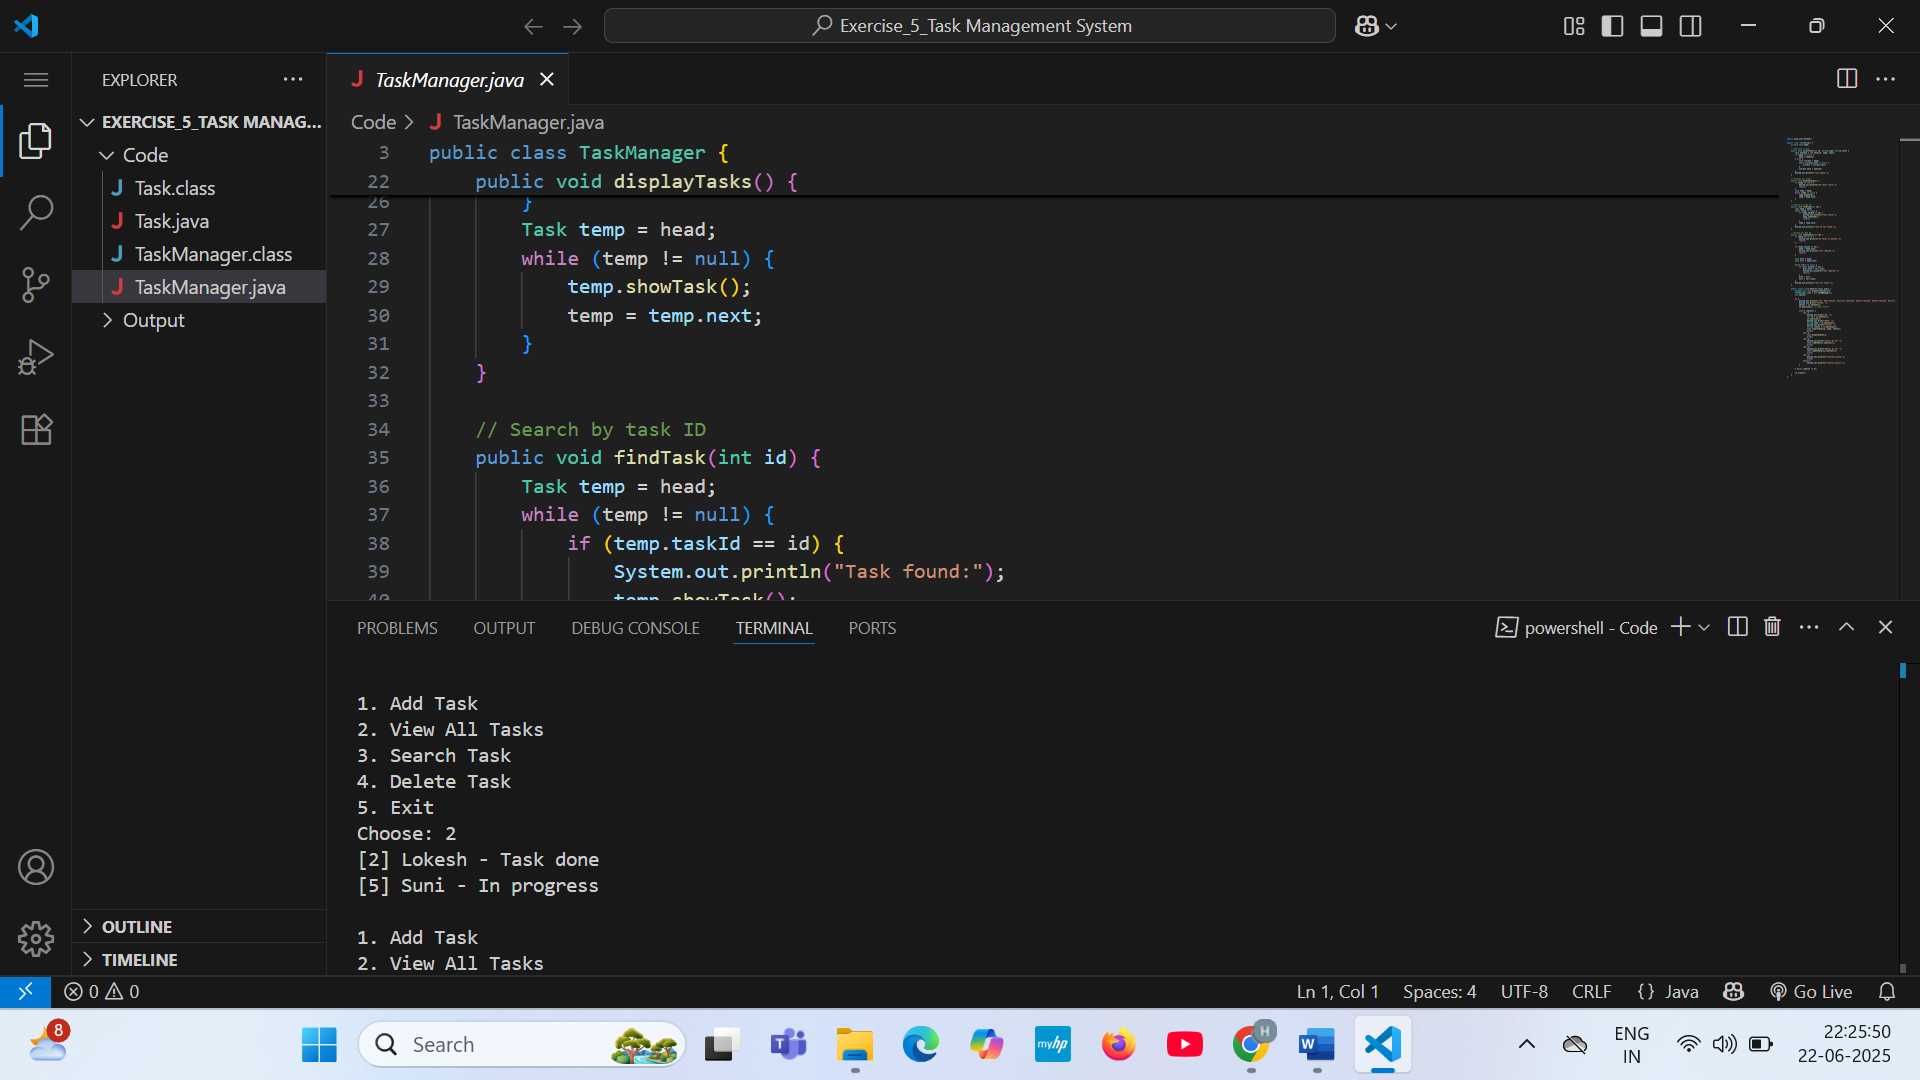 Exercise_5_Task Management System
EXPLORER
EXERCISE_5_TASK MANAG...
Code
J Task.class
J Task.java
J TaskManager.class
J TaskManager.java
Output
OUTLINE
TIMELINE
J TaskManager.java
Code > J TaskManager.java
3 public class TaskManager {
22 public void displayTasks() {
26 }
27 Task temp = head;
28 while (temp != null) {
29 temp.showTask();
30 temp = temp.next;
31 }
32 }
33
34 // Search by task ID
35 public void findTask(int id) {
36 Task temp = head;
37 while (temp != null) {
38 if (temp.taskId == id) {
39 System.out.println("Task found:");
40 temp.showTask();
PROBLEMS OUTPUT DEBUG CONSOLE TERMINAL PORTS
powershell - Code
1. Add Task
2. View All Tasks
3. Search Task
4. Delete Task
5. Exit
Choose: 2
[2] Lokesh - Task done
[5] Suni - In progress
1. Add Task
2. View All Tasks
0 0
Ln 1, Col 1 Spaces: 4 UTF-8 CRLF {} Java Go Live
8
Search
T
myhp
H
W
ENG
IN
22:25:50
22-06-2025